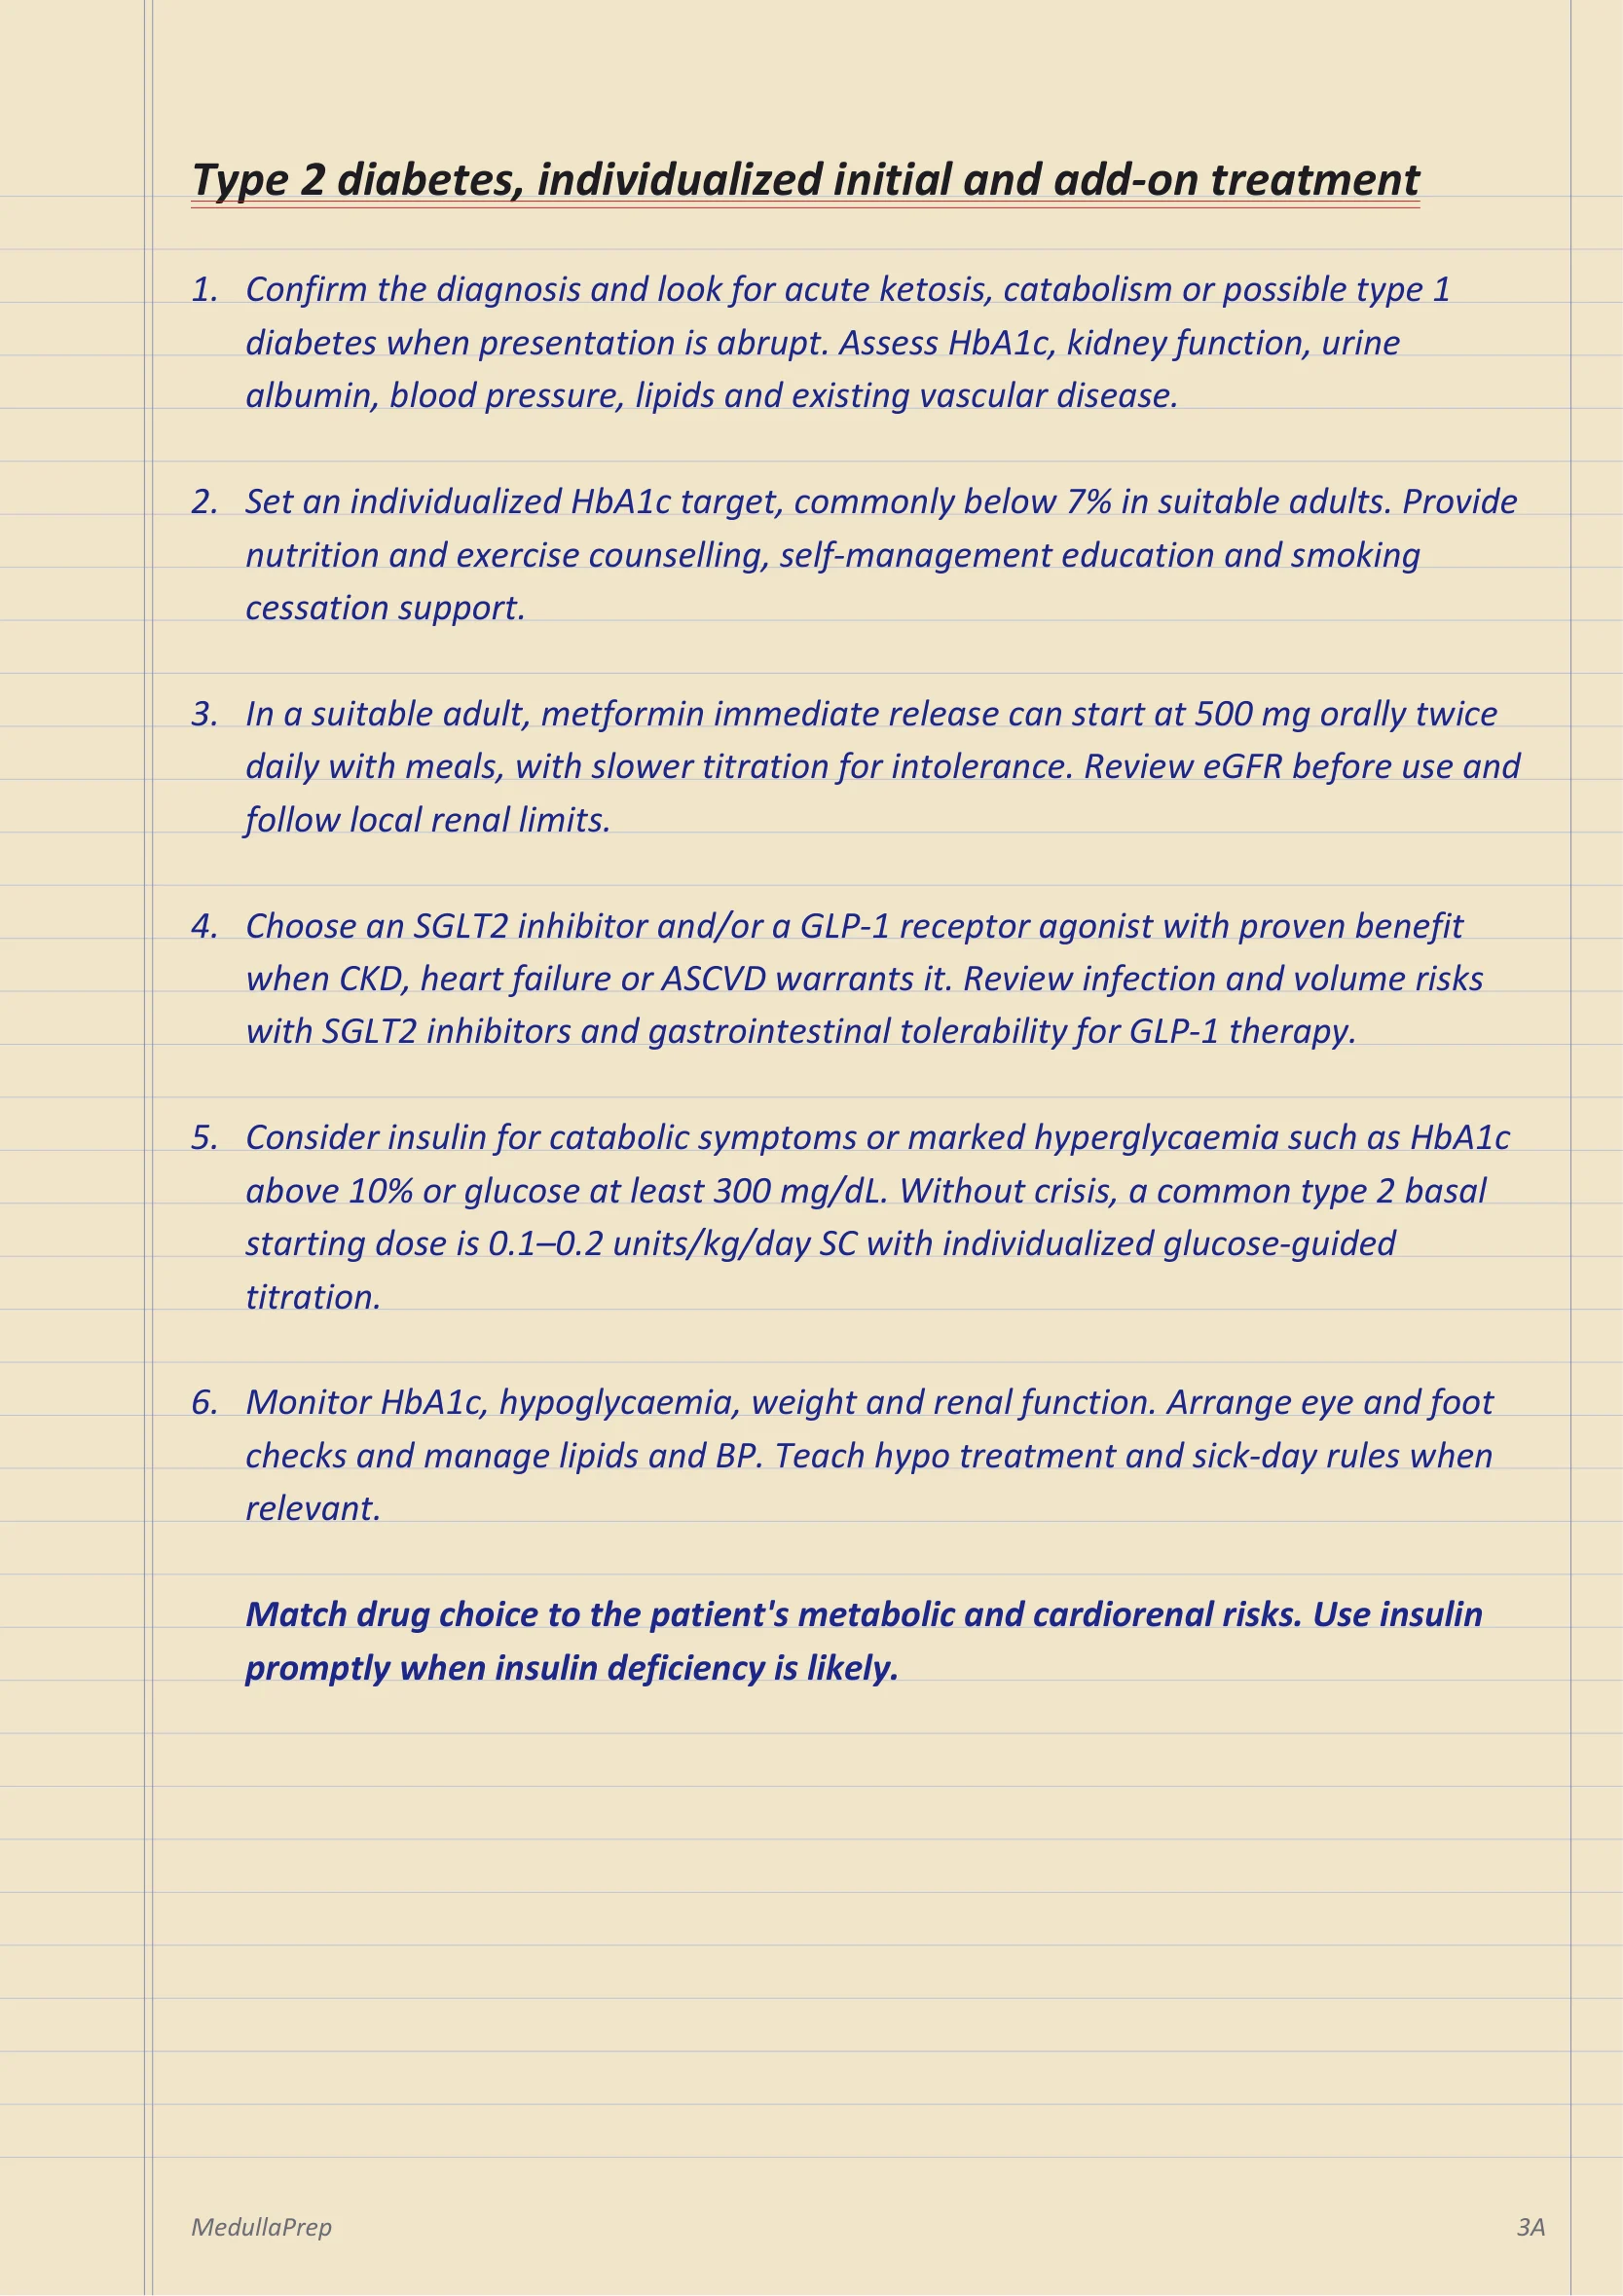 Type 2 diabetes, individualized initial and add-on treatment
1. Confirm the diagnosis and look for acute ketosis, catabolism or possible type 1
diabetes when presentation is abrupt. Assess HbA1c, kidney function, urine
albumin, blood pressure, lipids and existing vascular disease.
2. Set an individualized HbA1c target, commonly below 7% in suitable adults. Provide
nutrition and exercise counselling, self-management education and smoking
cessation support.
3. In a suitable adult, metformin immediate release can start at 500 mg orally twice
daily with meals, with slower titration for intolerance. Review eGFR before use and
follow local renal limits.
4. Choose an SGLT2 inhibitor and/or a GLP-1 receptor agonist with proven benefit
when CKD, heart failure or ASCVD warrants it. Review infection and volume risks
with SGLT2 inhibitors and gastrointestinal tolerability for GLP-1 therapy.
5. Consider insulin for catabolic symptoms or marked hyperglycaemia such as HbA1c
above 10% or glucose at least 300 mg/dL. Without crisis, a common type 2 basal
starting dose is 0.1–0.2 units/kg/day SC with individualized glucose-guided
titration.
6. Monitor HbA1c, hypoglycaemia, weight and renal function. Arrange eye and foot
checks and manage lipids and BP. Teach hypo treatment and sick-day rules when
relevant.
Match drug choice to the patient's metabolic and cardiorenal risks. Use insulin
promptly when insulin deficiency is likely.
MedullaPrep
3A